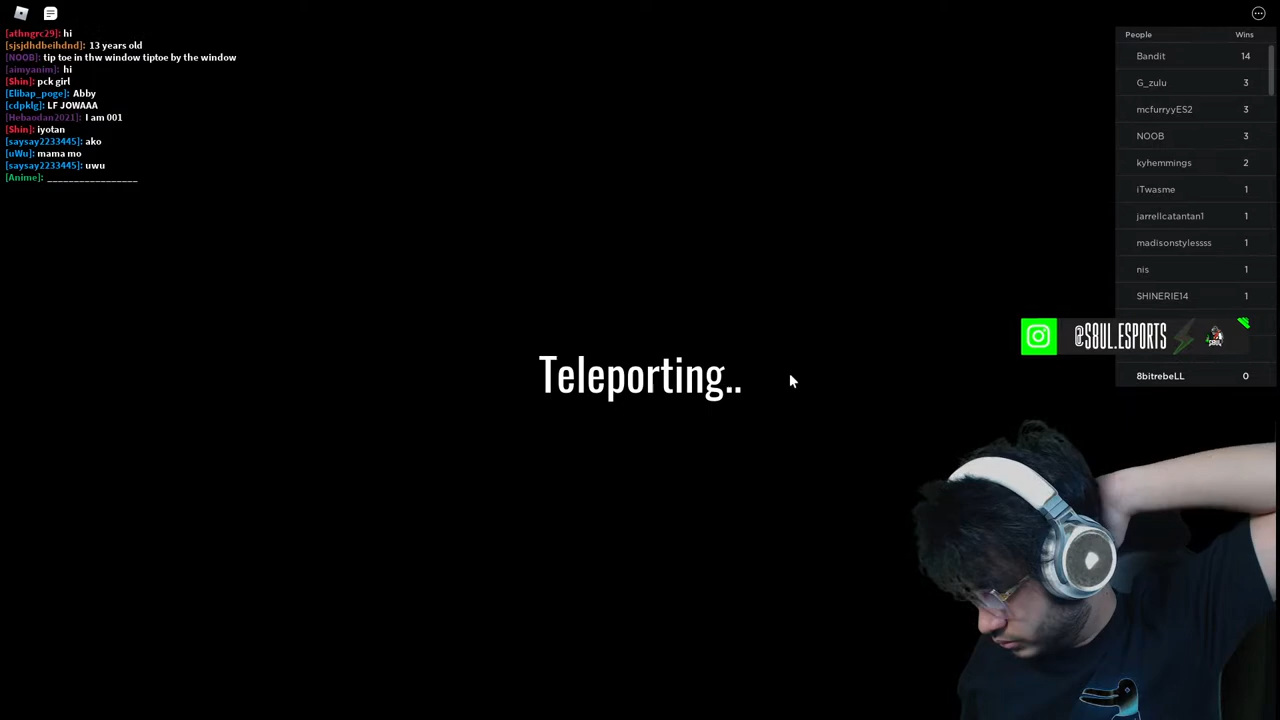 [athngrc29]: hi
[sjsjdhdbeihdnd]: 13 years old
[NOOB]: tip toe in thw window tiptoe by the window
[aimyanim]: hi
[Shin]: pck girl
[Elibap_poge]: Abby
[cdpklg]: LF JOWAAA
[Hebaodan2021]: I am 001
[Shin]: iyotan
[saysay2233445]: ako
[uWu]: mama mo
[saysay2233445]: uwu
[Anime]: _________________
People Wins
Bandit 14
G_zulu 3
mcfurryyES2 3
NOOB 3
kyhemmings 2
iTwasme 1
jarrellcatantan1 1
madisonstylessss 1
nis 1
SHINERIE14 1
@S8UL.ESPORTS
8bitrebeLL 0
Teleporting..